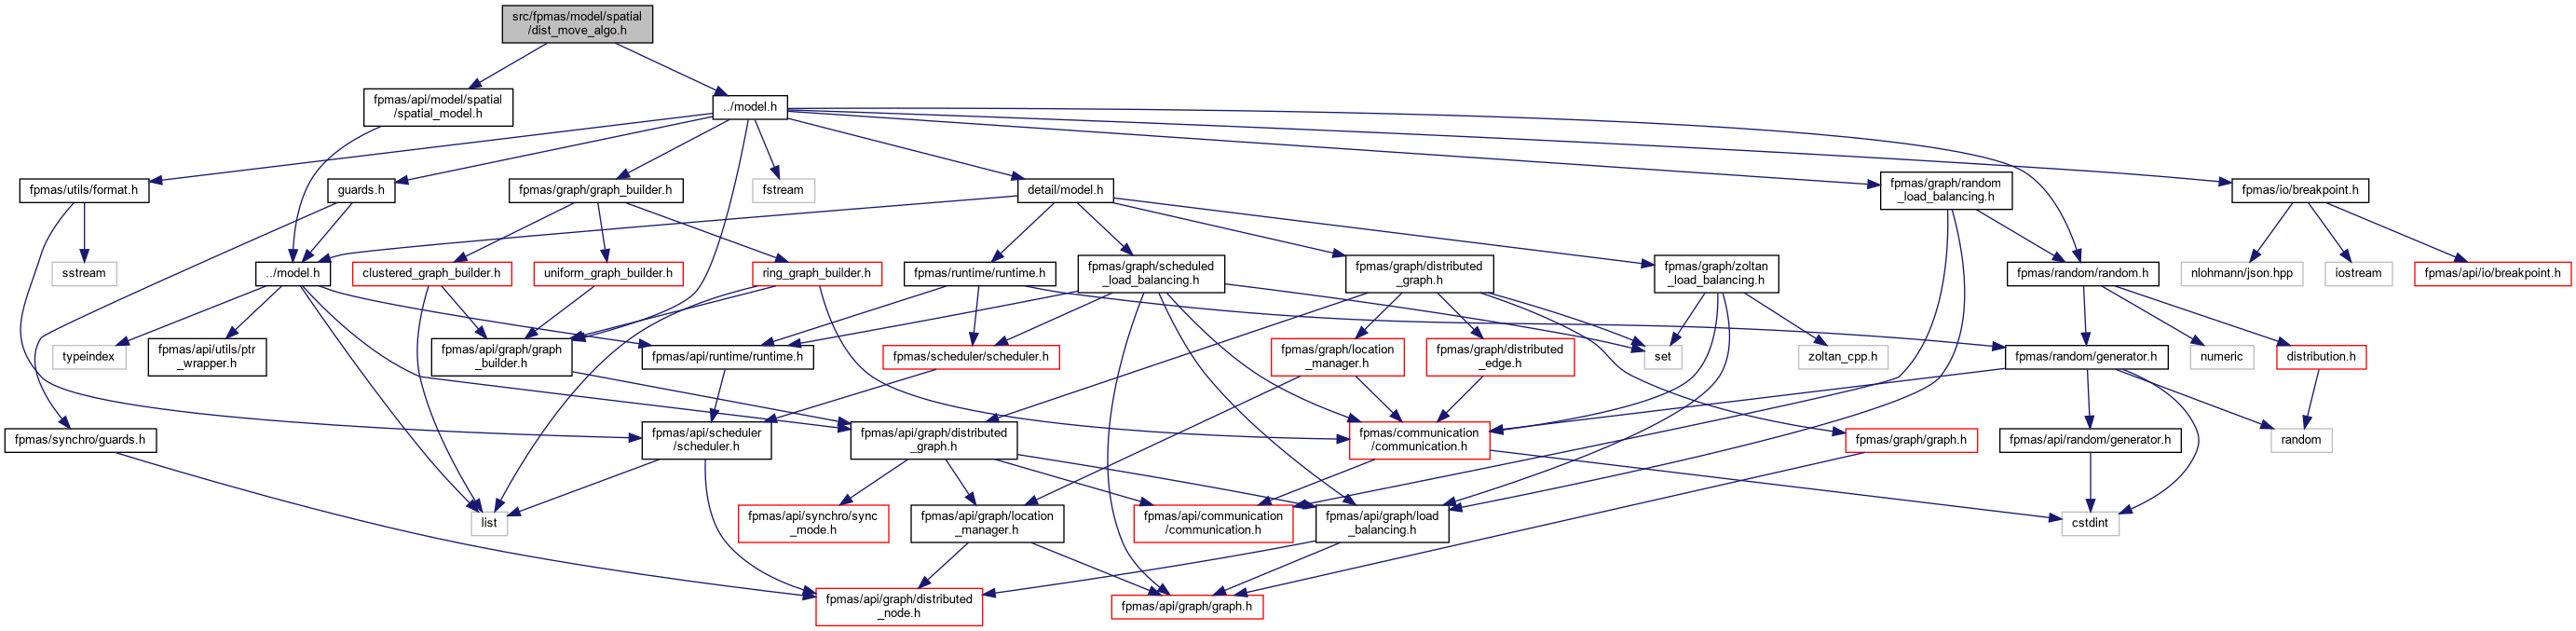 src/fpmas/model/spatial
/dist_move_algo.h
fpmas/api/model/spatial
/spatial_model.h
../model.h
fpmas/utils/format.h
guards.h
fpmas/graph/graph_builder.h
fstream
detail/model.h
fpmas/graph/random
_load_balancing.h
fpmas/io/breakpoint.h
sstream
../model.h
clustered_graph_builder.h
uniform_graph_builder.h
ring_graph_builder.h
fpmas/runtime/runtime.h
fpmas/graph/scheduled
_load_balancing.h
fpmas/graph/distributed
_graph.h
fpmas/graph/zoltan
_load_balancing.h
fpmas/random/random.h
nlohmann/json.hpp
iostream
fpmas/api/io/breakpoint.h
typeindex
fpmas/api/utils/ptr
_wrapper.h
fpmas/api/graph/graph
_builder.h
fpmas/api/runtime/runtime.h
fpmas/scheduler/scheduler.h
fpmas/graph/location
_manager.h
fpmas/graph/distributed
_edge.h
set
zoltan_cpp.h
fpmas/random/generator.h
numeric
distribution.h
fpmas/synchro/guards.h
fpmas/api/scheduler
/scheduler.h
fpmas/api/graph/distributed
_graph.h
fpmas/communication
/communication.h
fpmas/graph/graph.h
fpmas/api/random/generator.h
random
list
fpmas/api/synchro/sync
_mode.h
fpmas/api/graph/location
_manager.h
fpmas/api/communication
/communication.h
fpmas/api/graph/load
_balancing.h
cstdint
fpmas/api/graph/distributed
_node.h
fpmas/api/graph/graph.h